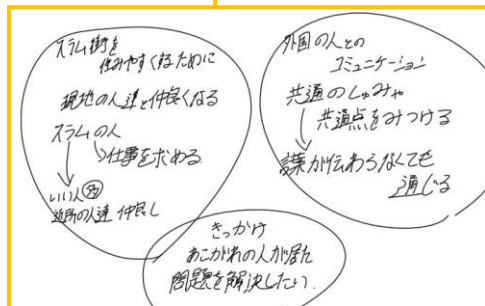 スラム街を
住みやすくするために
現地の人達と仲良くなる
スラムの人
↓
↘仕事を求める
いい人多
近所の人達 仲良し
外国の人との
コミュニケーション
共通のしゅみや
↓共通点をみつける
言葉が伝わらなくても
通じる
きっかけ
あこがれの人が居た
問題を解決したい.